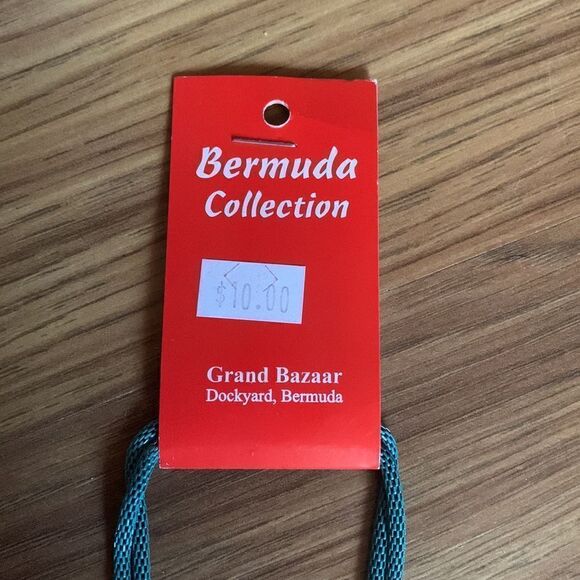 Bermuda
Collection
$10.00
Grand Bazaar
Dockyard, Bermuda